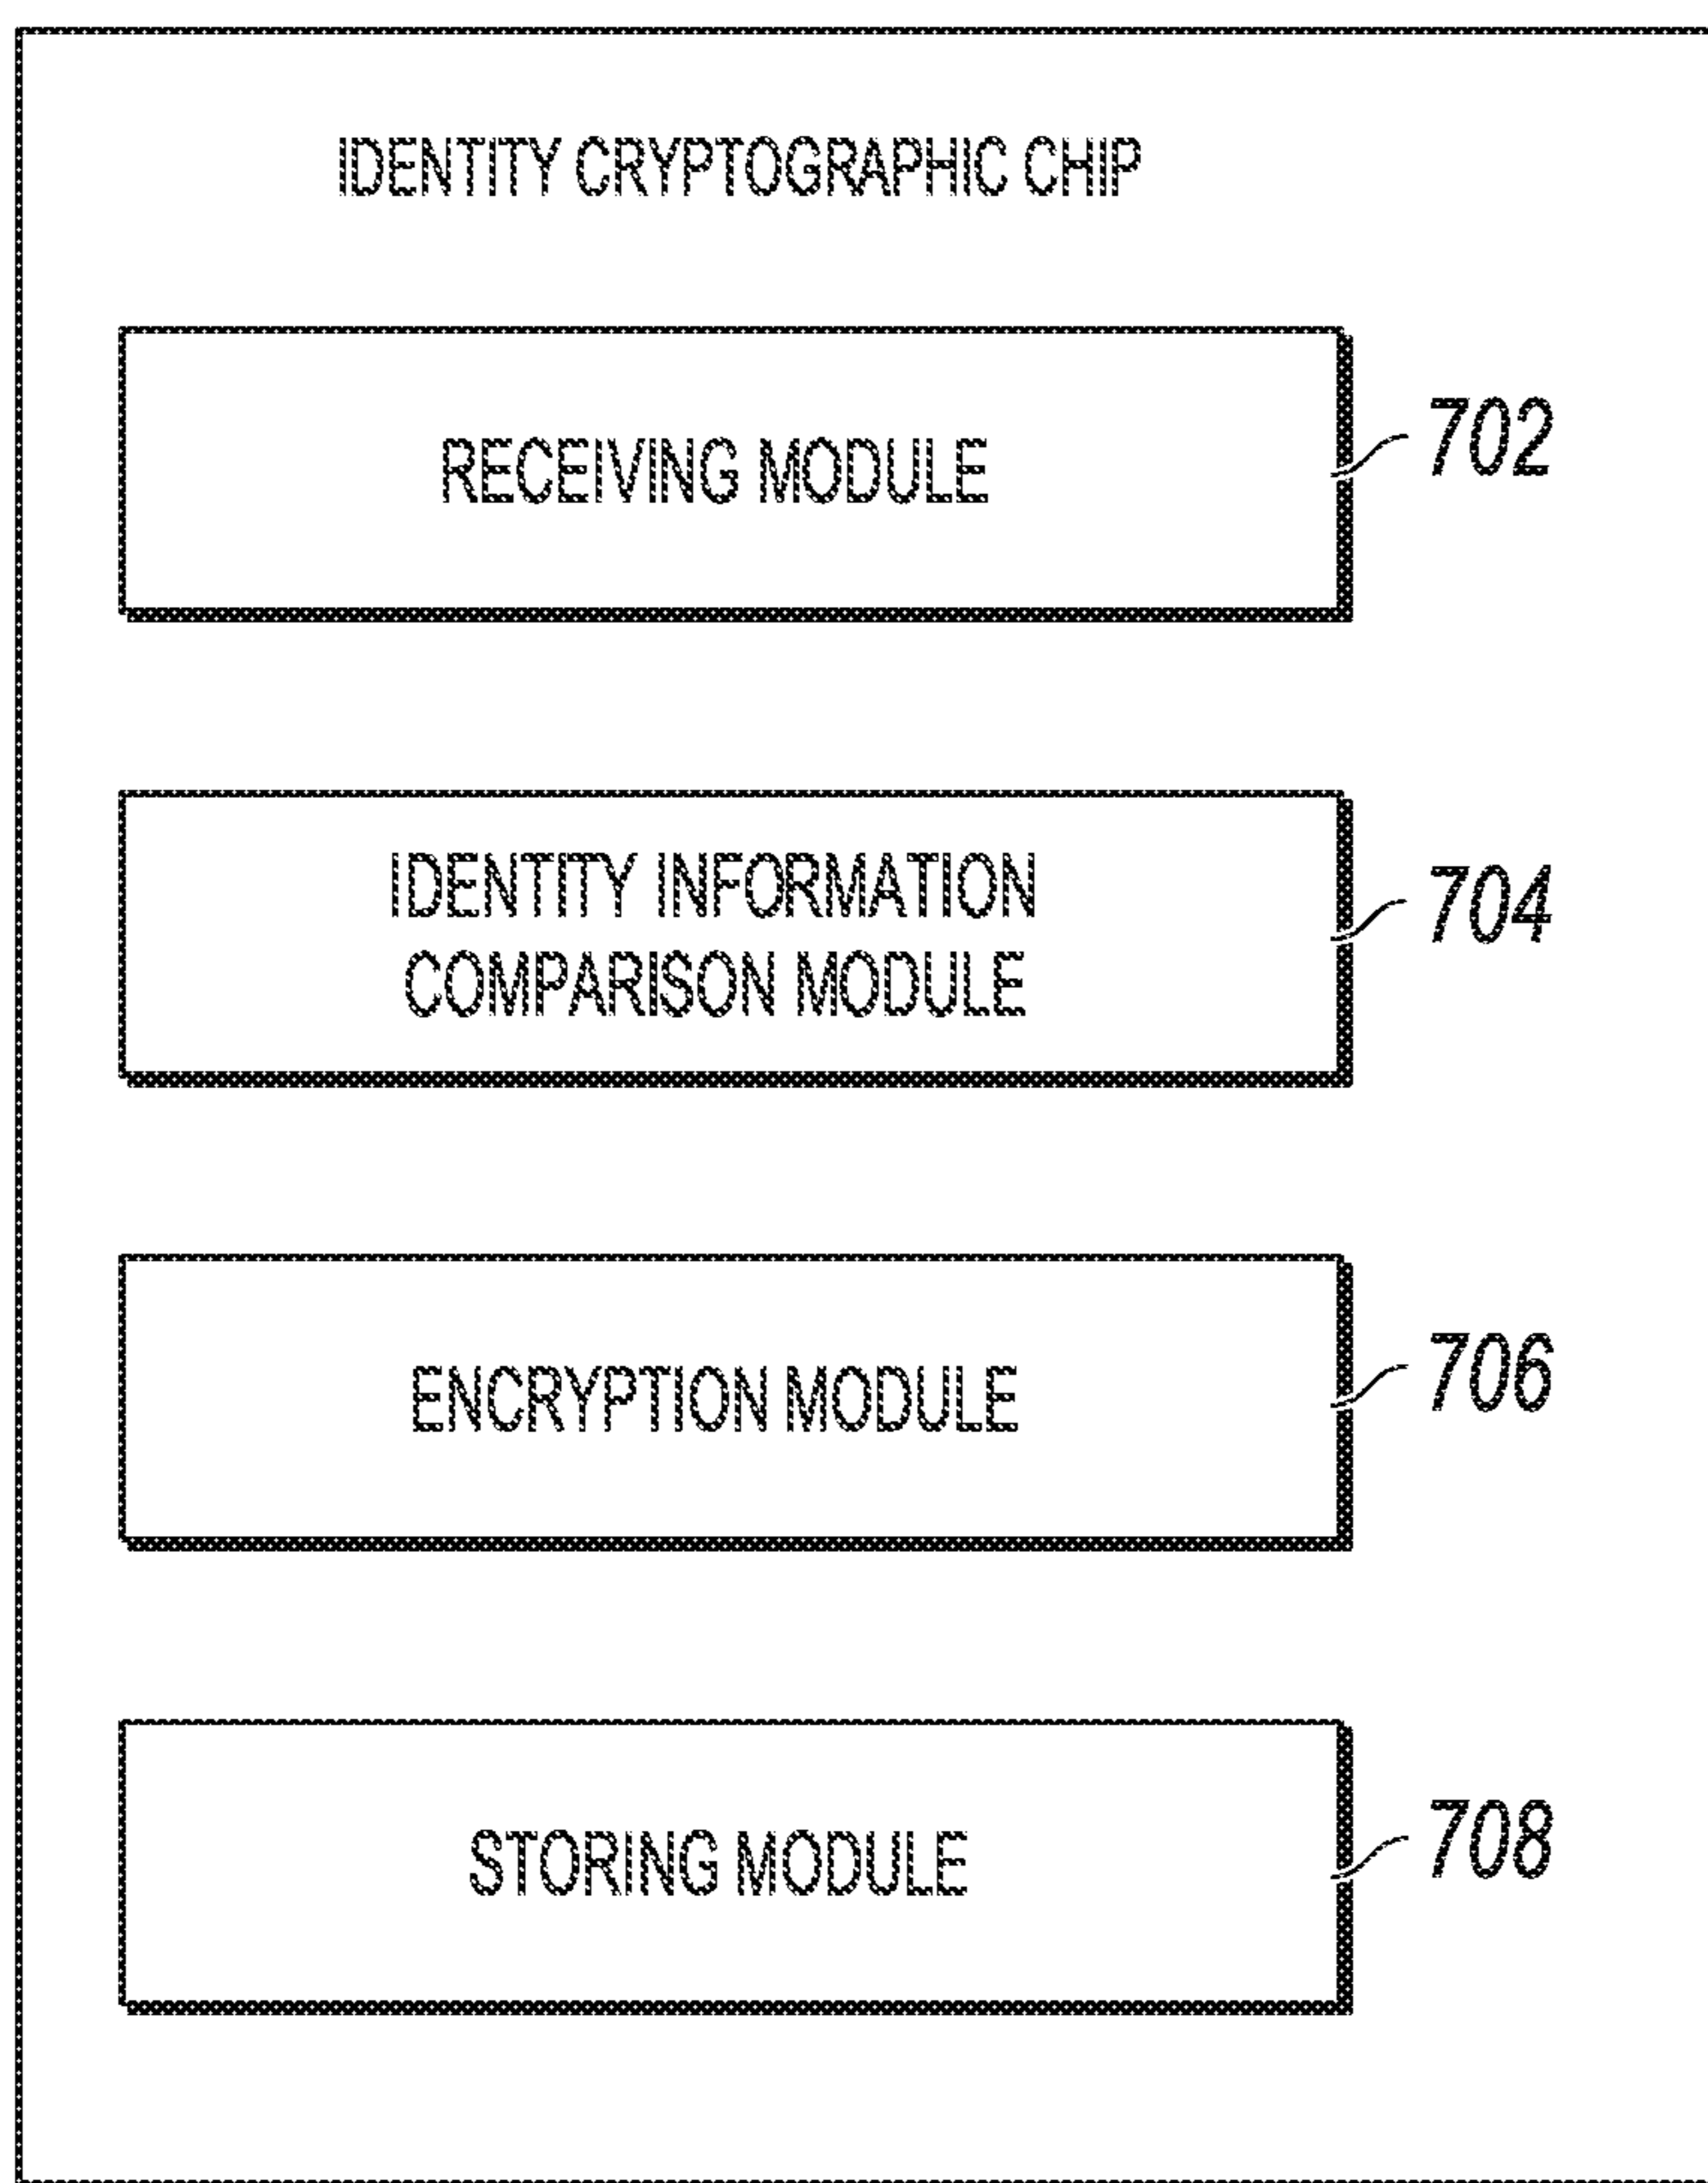 IDENTITY CRYPTOGRAPHIC CHIP
RECEIVING MODULE
702
IDENTITY INFORMATION
COMPARISON MODULE
704
ENCRYPTION MODULE
706
STORING MODULE
708